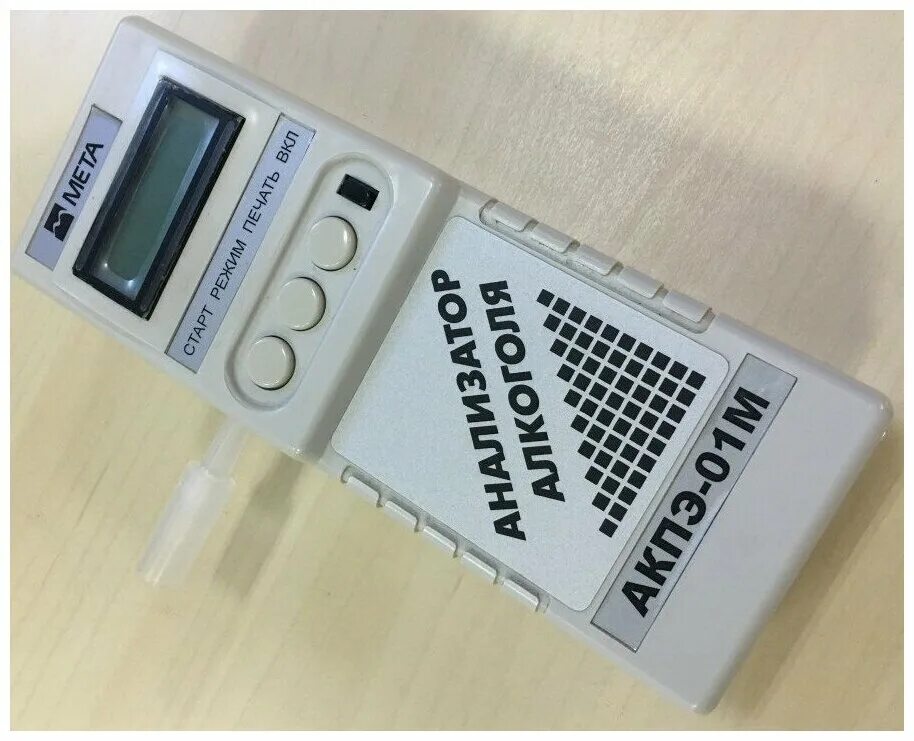 МЕТА
СТАРТ РЕЖИМ ПЕЧАТЬ ВКЛ
АНАЛИЗАТОР
АЛКОГОЛЯ
АКПЭ-01М